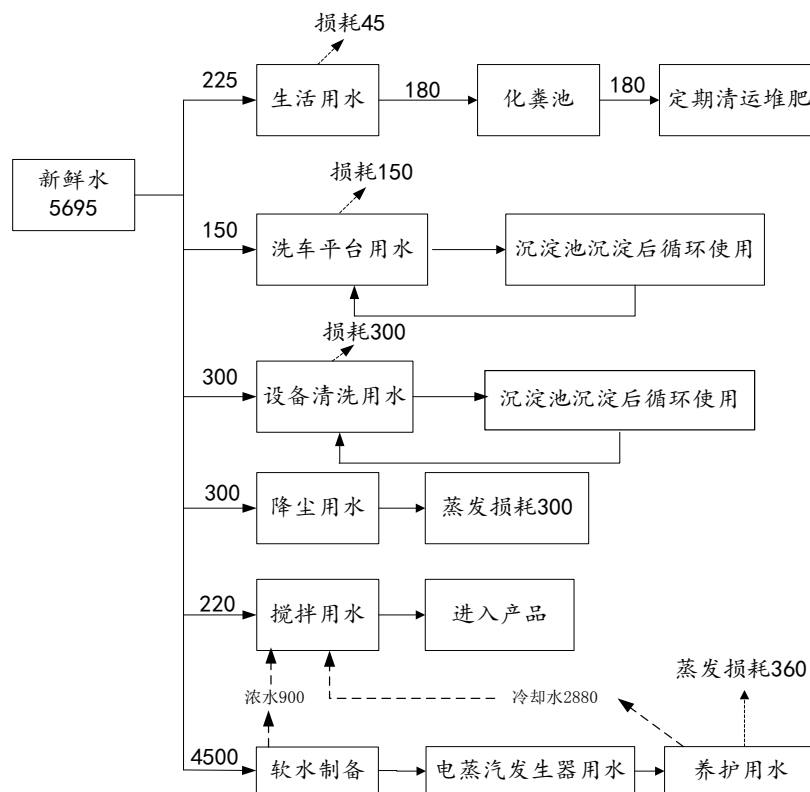 损耗45
225
生活用水
180
化粪池
180
定期清运堆肥
新鲜水
5695
损耗150
150
洗车平台用水
沉淀池沉淀后循环使用
损耗300
300
设备清洗用水
沉淀池沉淀后循环使用
300
降尘用水
蒸发损耗300
220
搅拌用水
进入产品
蒸发损耗360
浓水900
冷却水2880
4500
软水制备
电蒸汽发生器用水
养护用水